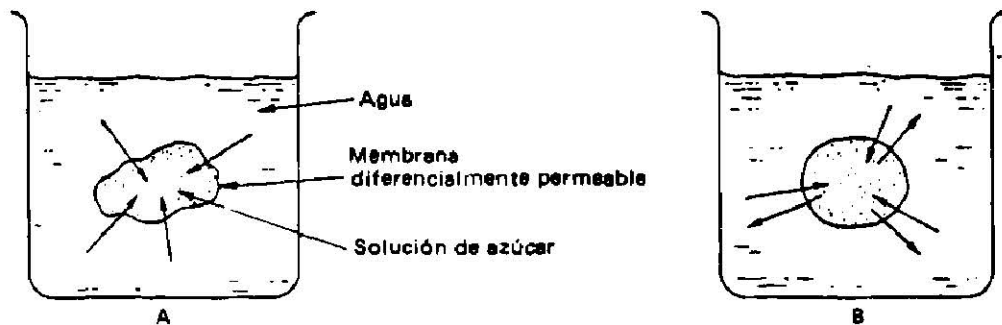 Agua
Membrana
diferencialmente permeable
Solución de azúcar
A
B